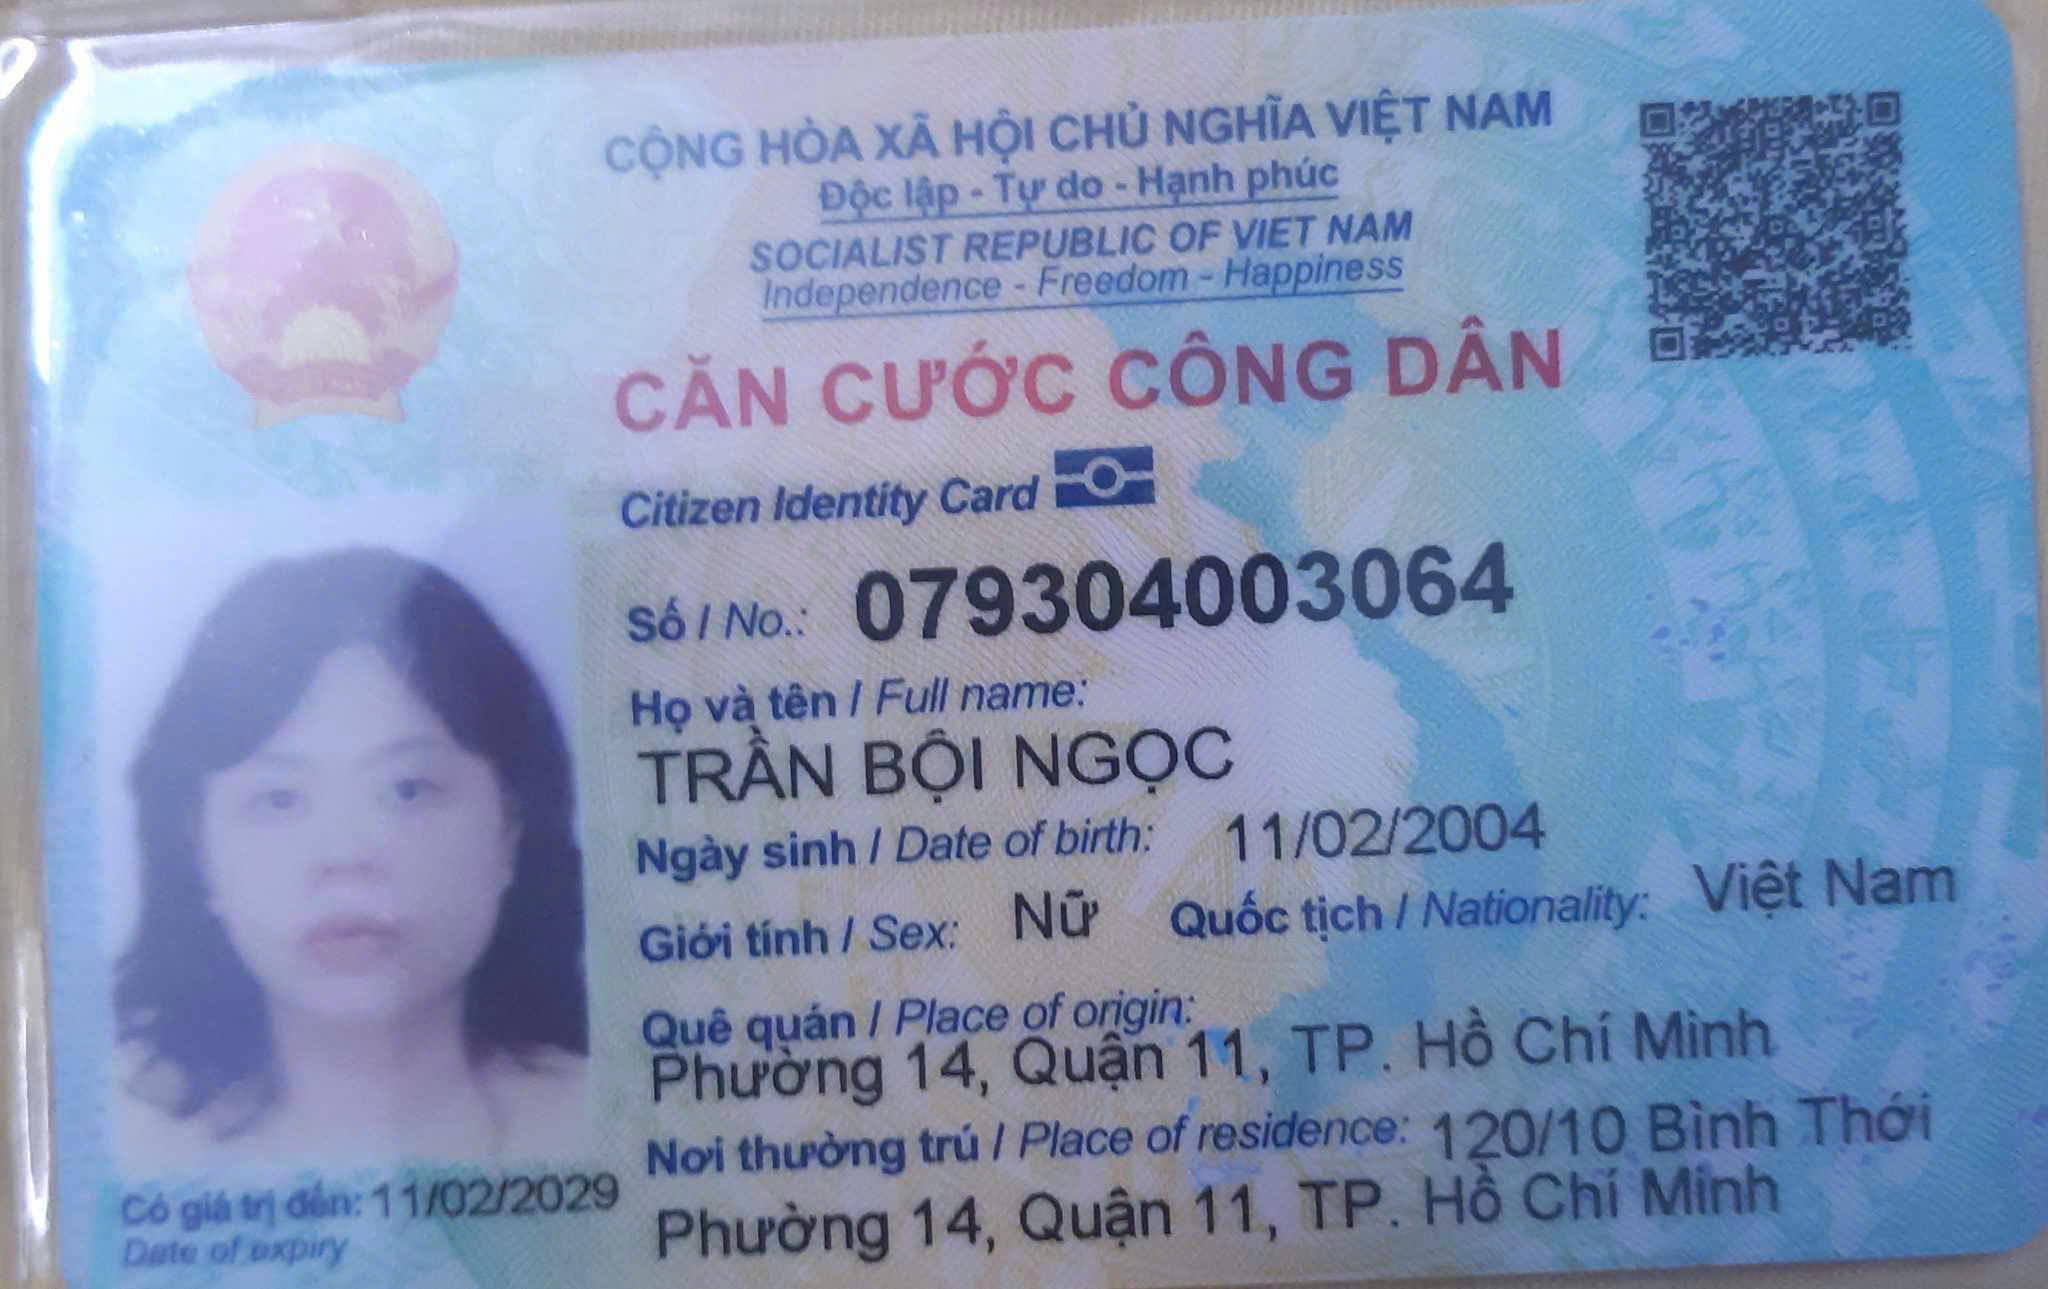 CỘNG HÒA XÃ HỘI CHỦ NGHĨA VIỆT NAM
Độc lập - Tự do - Hạnh phúc
SOCIALIST REPUBLIC OF VIET NAM
Independence - Freedom - Happiness
CĂN CƯỚC CÔNG DÂN
Citizen Identity Card
Số / No.: 079304003064
Họ và tên / Full name:
TRẦN BỘI NGỌC
Ngày sinh / Date of birth: 11/02/2004
Giới tính / Sex: Nữ Quốc tịch / Nationality: Việt Nam
Quê quán / Place of origin:
Phường 14, Quận 11, TP. Hồ Chí Minh
Nơi thường trú / Place of residence: 120/10 Bình Thới
Phường 14, Quận 11, TP. Hồ Chí Minh
Có giá trị đến: 11/02/2029
Date of expiry